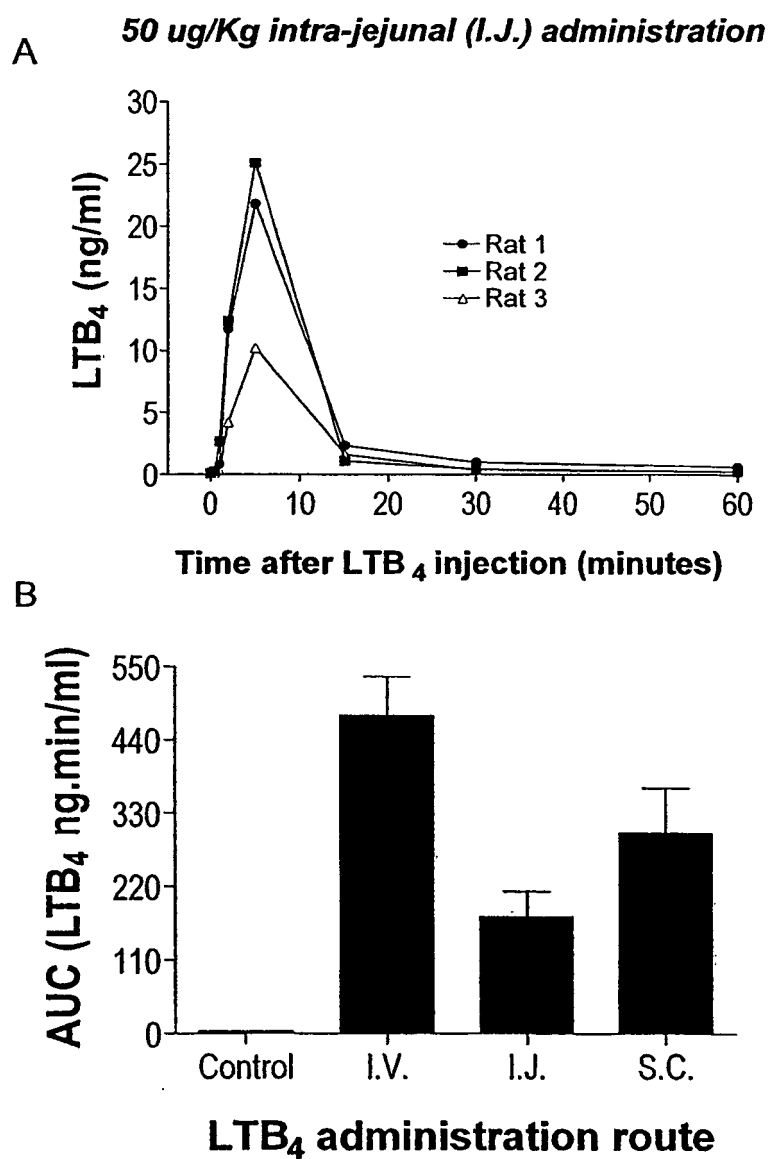 50 ug/Kg intra-jejunal (I.J.) administration
A
LTB4 (ng/ml)
30
25
20
15
10
5
0
Rat 1
Rat 2
Rat 3
0 10 20 30 40 50 60
Time after LTB4 injection (minutes)
B
AUC (LTB4 ng.min/ml)
550
440
330
220
110
0
Control I.V. I.J. S.C.
LTB4 administration route